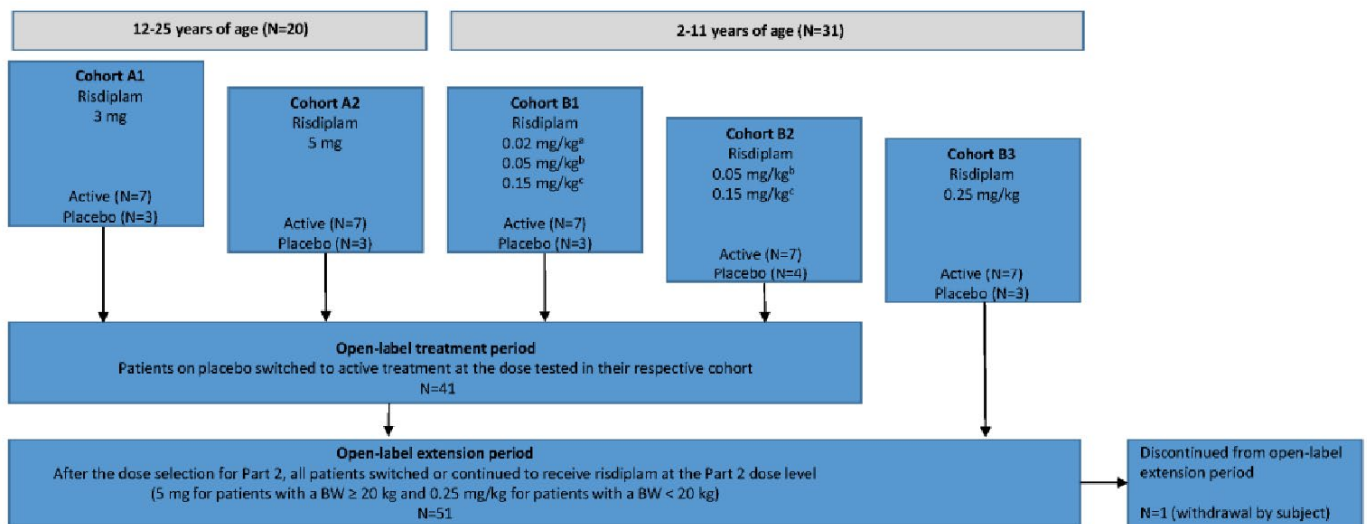 12-25 years of age (N=20)
2-11 years of age (N=31)
Cohort A1
Risdiplam
3 mg
Active (N=7)
Placebo (N=3)
Cohort A2
Risdiplam
5 mg
Active (N=7)
Placebo (N=3)
Cohort B1
Risdiplam
0.02 mg/kgᵃ
0.05 mg/kgᵇ
0.15 mg/kgᶜ
Active (N=7)
Placebo (N=3)
Cohort B2
Risdiplam
0.05 mg/kgᵇ
0.15 mg/kgᶜ
Active (N=7)
Placebo (N=4)
Cohort B3
Risdiplam
0.25 mg/kg
Active (N=7)
Placebo (N=3)
Open-label treatment period
Patients on placebo switched to active treatment at the dose tested in their respective cohort
N=41
Open-label extension period
After the dose selection for Part 2, all patients switched or continued to receive risdiplam at the Part 2 dose level
(5 mg for patients with a BW ≥ 20 kg and 0.25 mg/kg for patients with a BW < 20 kg)
N=51
Discontinued from open-label
extension period
N=1 (withdrawal by subject)